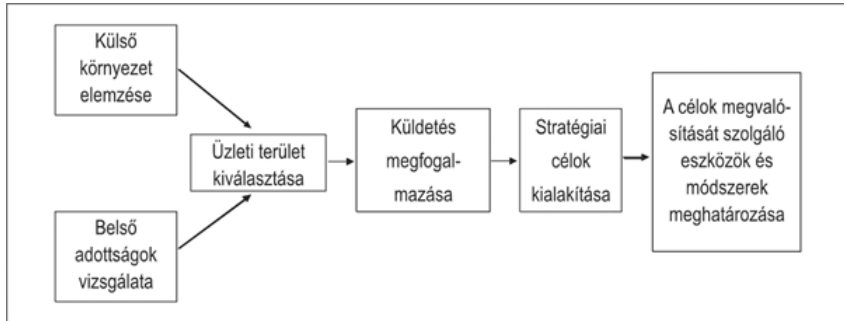 Külső
környezet
elemzése
Belső
adottságok
vizsgálata
Üzleti terület
kiválasztása
Küldetés
megfogal-
mazása
Stratégiai
célok
kialakítása
A célok megvaló-
sítását szolgáló
eszközök és
módszerek
meghatározása